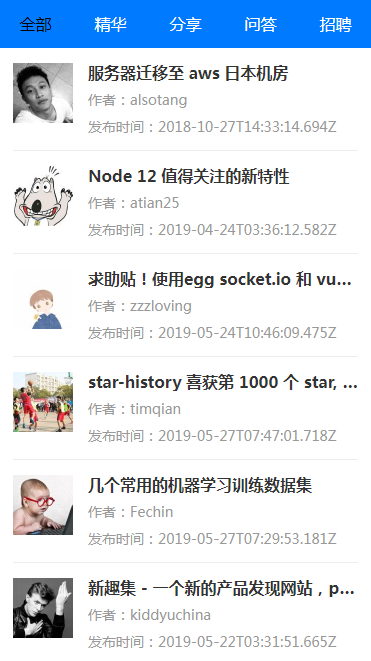 全部 精华 分享 问答 招聘
服务器迁移至 aws 日本机房
作者：alsotang
发布时间：2018-10-27T14:33:14.694Z
Node 12 值得关注的新特性
作者：atian25
发布时间：2019-04-24T03:36:12.582Z
求助贴！使用egg socket.io 和 vu...
作者：zzzloving
发布时间：2019-05-24T10:46:09.475Z
star-history 喜获第 1000 个 star, ...
作者：timqian
发布时间：2019-05-27T07:47:01.718Z
几个常用的机器学习训练数据集
作者：Fechin
发布时间：2019-05-27T07:29:53.181Z
新趣集 - 一个新的产品发现网站，p...
作者：kiddyuchina
发布时间：2019-05-22T03:31:51.665Z